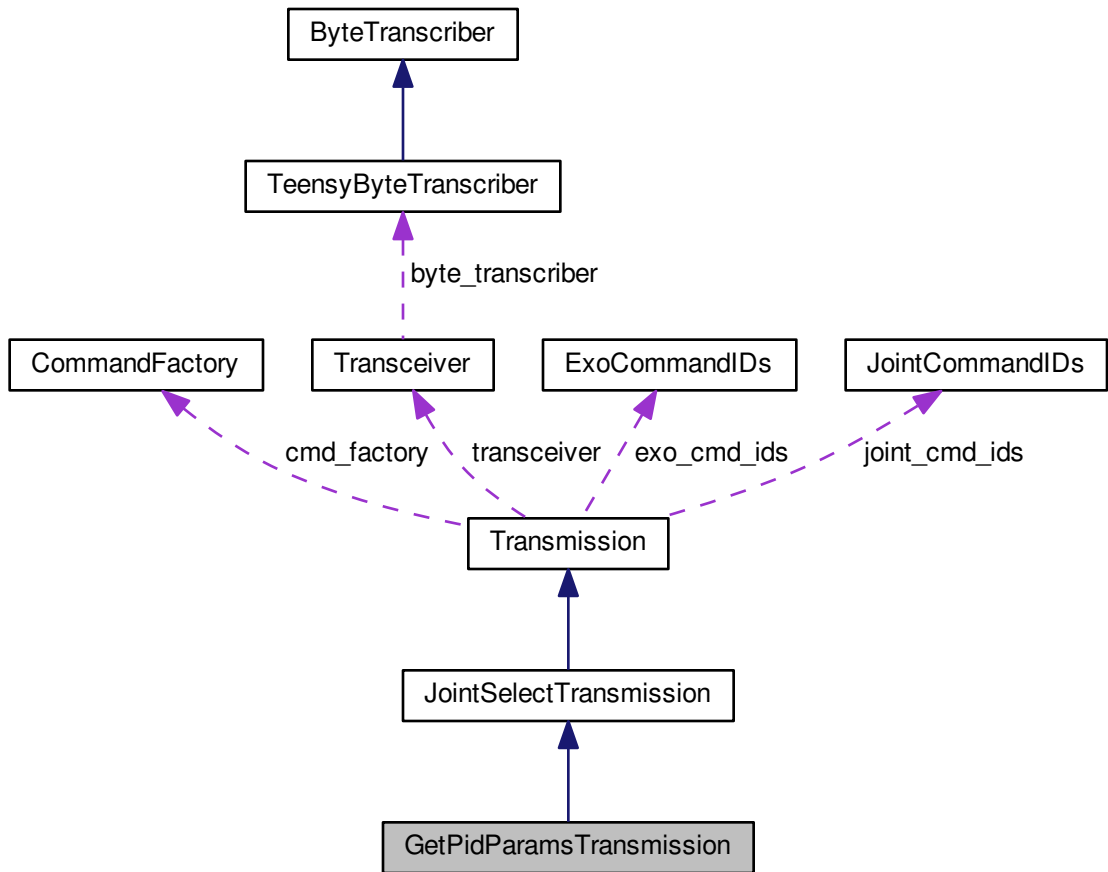 ByteTranscriber
TeensyByteTranscriber
byte_transcriber
CommandFactory
Transceiver
ExoCommandIDs
JointCommandIDs
cmd_factory
transceiver
exo_cmd_ids
joint_cmd_ids
Transmission
JointSelectTransmission
GetPidParamsTransmission